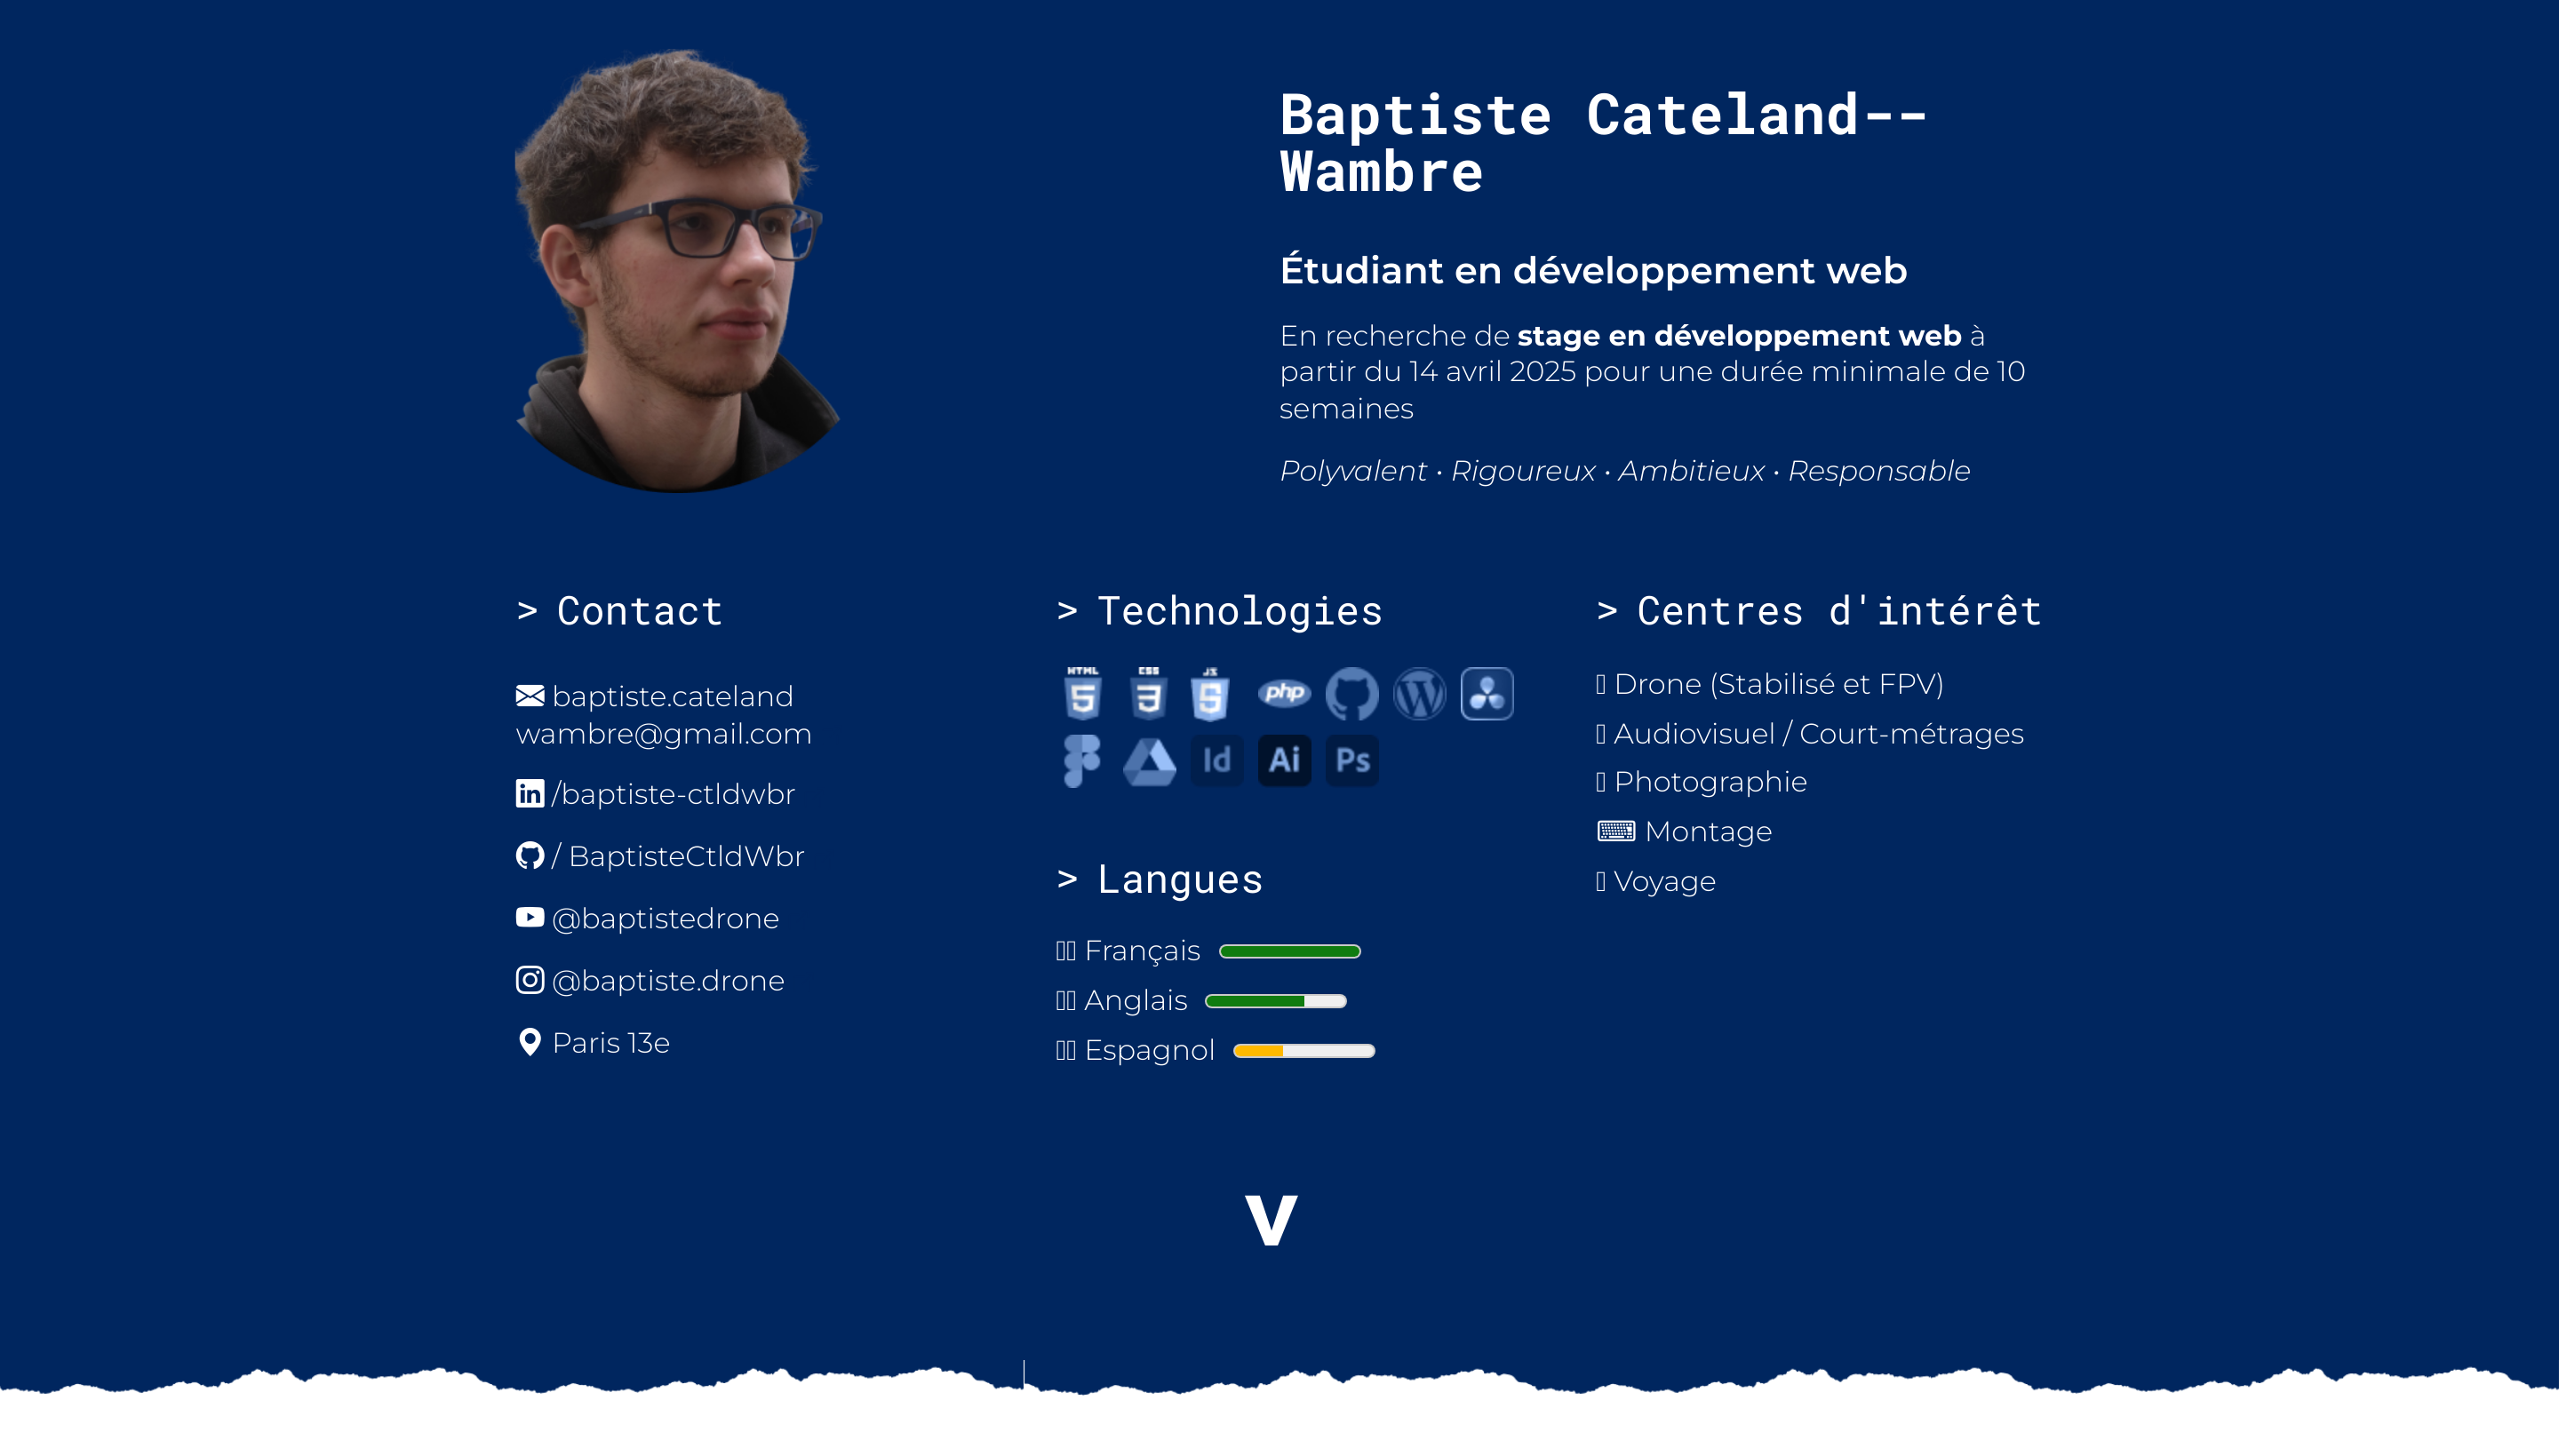 Baptiste Cateland--
Wambre
Étudiant en développement web
En recherche de stage en développement web à
partir du 14 avril 2025 pour une durée minimale de 10
semaines
Polyvalent • Rigoureux • Ambitieux • Responsable
> Contact
baptiste.cateland
wambre@gmail.com
/baptiste-ctldwbr
/ BaptisteCtldWbr
@baptistedrone
@baptiste.drone
Paris 13e
> Technologies
HTML 5 CSS 3 JS 5 php
Id Ai Ps
> Langues
Français
Anglais
Espagnol
> Centres d'intérêt
Drone (Stabilisé et FPV)
Audiovisuel / Court-métrages
Photographie
⌨ Montage
Voyage
v